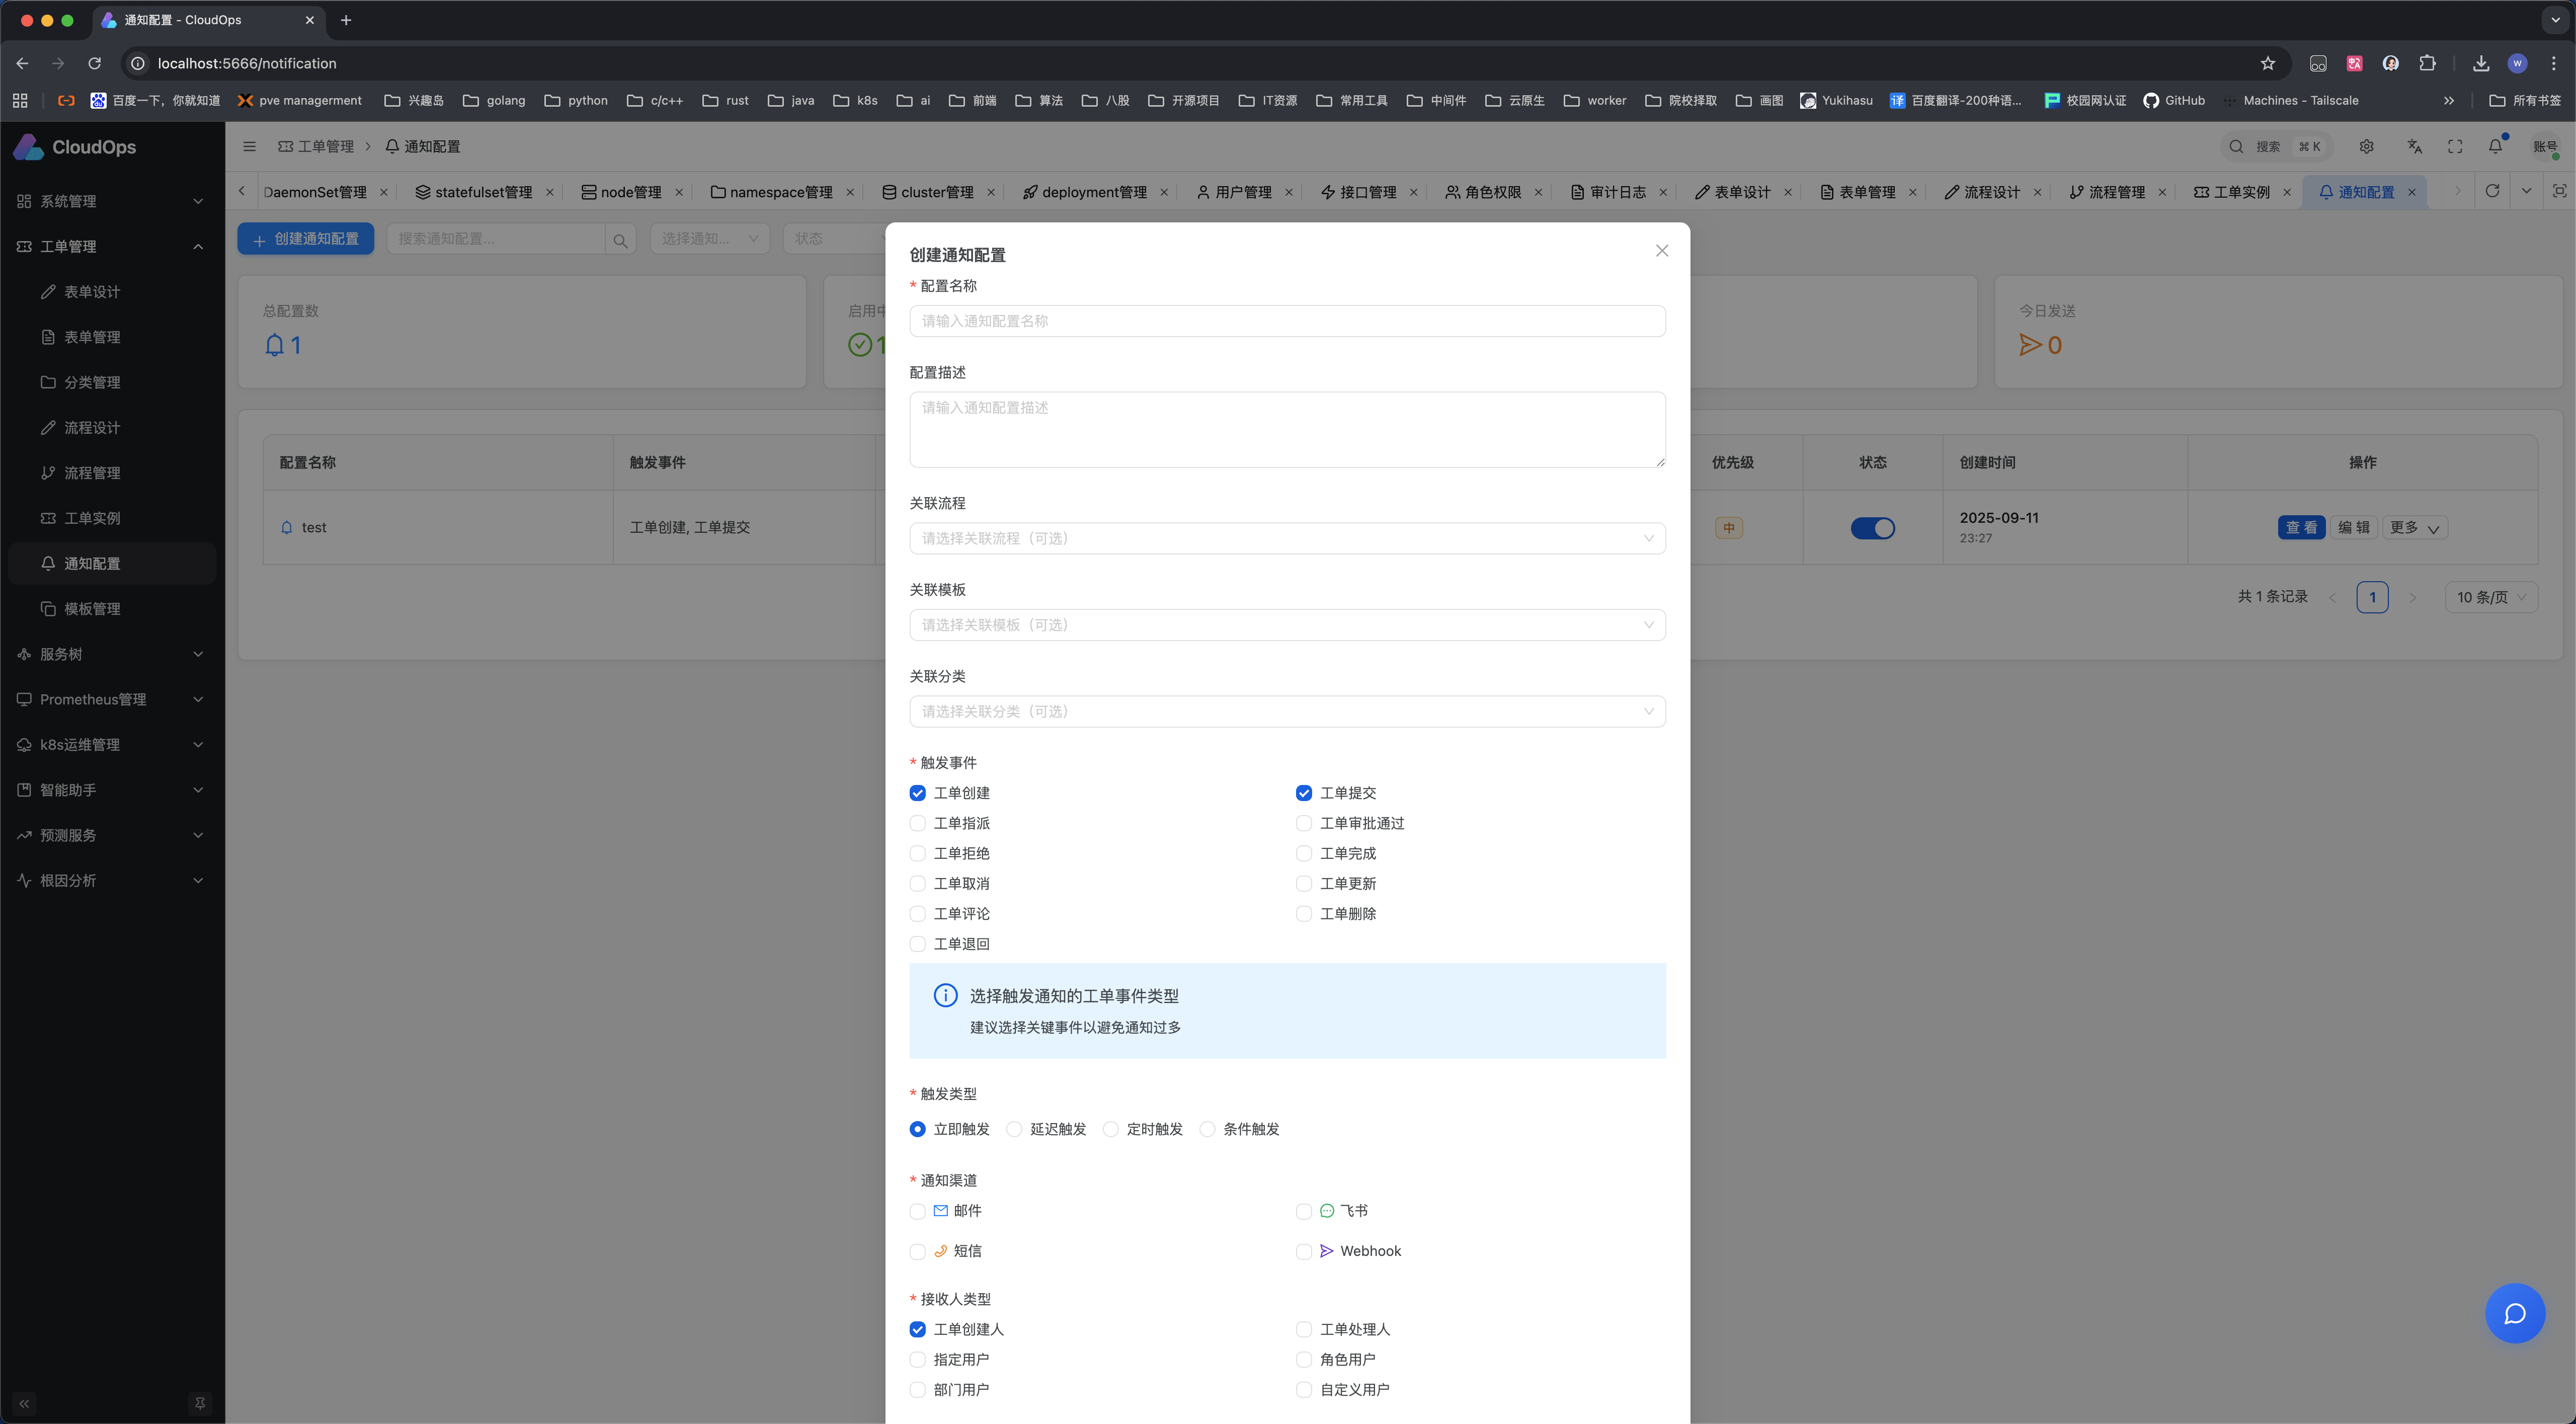 通知配置 - CloudOps
localhost:5666/notification
W
百度一下，你就知道
pve managerment
兴趣岛
golang
python
c/c++
rust
java
k8s
ai
前端
算法
八股
开源项目
IT资源
常用工具
中间件
云原生
worker
院校择取
画图
Yukihasu
译 百度翻译-200种语...
校园网认证
GitHub
Machines - Tailscale
所有书签
CloudOps
工单管理
通知配置
搜索 ⌘ K
账号
DaemonSet管理
statefulset管理
node管理
namespace管理
cluster管理
deployment管理
用户管理
接口管理
角色权限
审计日志
表单设计
表单管理
流程设计
流程管理
工单实例
通知配置
系统管理
工单管理
表单设计
表单管理
分类管理
流程设计
流程管理
工单实例
通知配置
模板管理
服务树
Prometheus管理
k8s运维管理
智能助手
预测服务
根因分析
创建通知配置
搜索通知配置...
选择通知...
状态
总配置数
1
启用中
1
今日发送
0
配置名称
触发事件
优先级
状态
创建时间
操作
test
工单创建, 工单提交
中
2025-09-11
23:27
查 看
编 辑
更多
共 1 条记录
1
10 条/页
创建通知配置
* 配置名称
请输入通知配置名称
配置描述
请输入通知配置描述
关联流程
请选择关联流程（可选）
关联模板
请选择关联模板（可选）
关联分类
请选择关联分类（可选）
* 触发事件
工单创建
工单提交
工单指派
工单审批通过
工单拒绝
工单完成
工单取消
工单更新
工单评论
工单删除
工单退回
选择触发通知的工单事件类型
建议选择关键事件以避免通知过多
* 触发类型
立即触发
延迟触发
定时触发
条件触发
* 通知渠道
邮件
飞书
短信
Webhook
* 接收人类型
工单创建人
工单处理人
指定用户
角色用户
部门用户
自定义用户